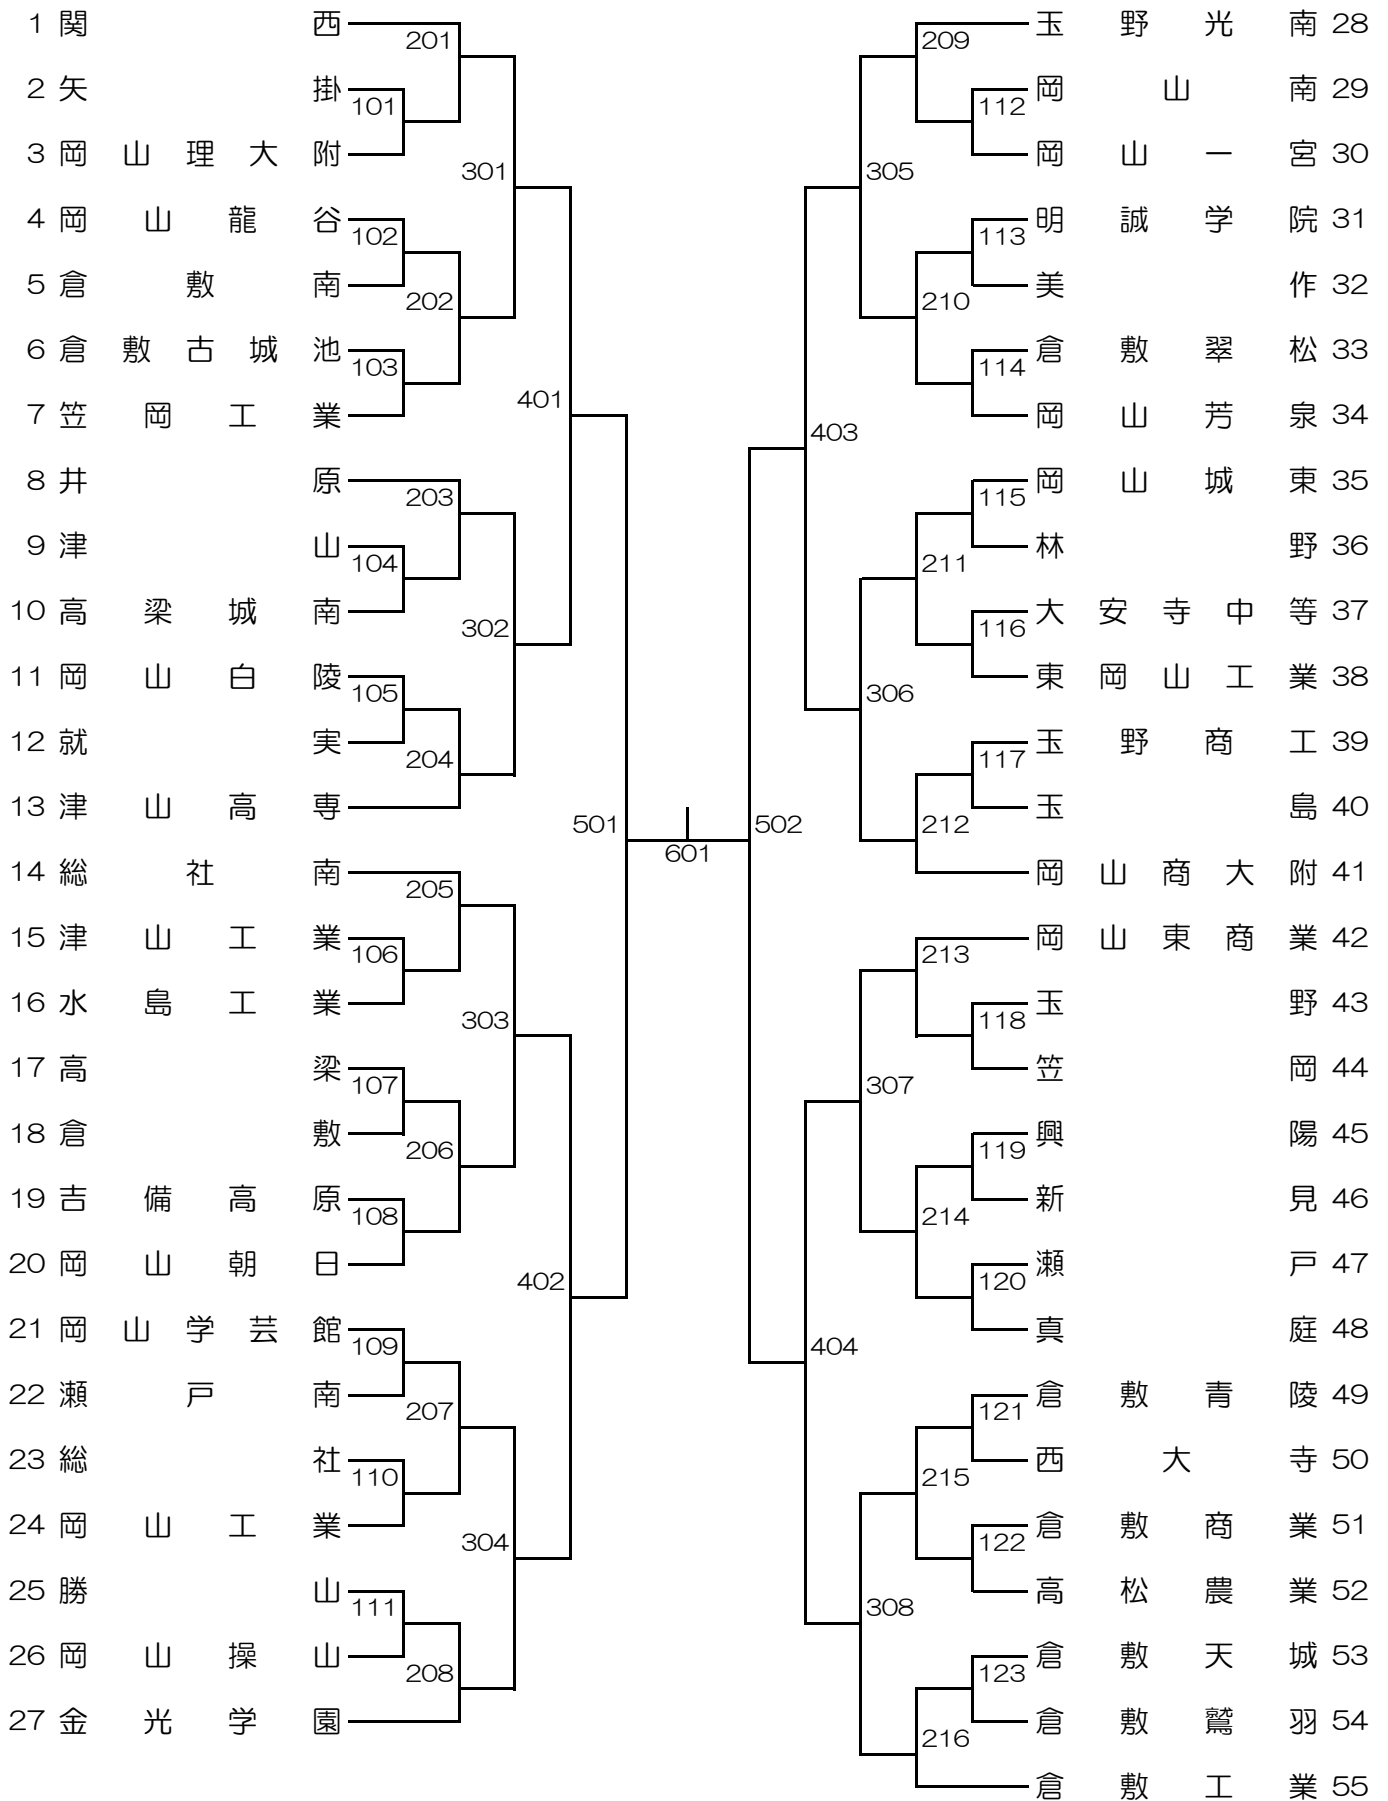 1 関西
201
2 矢掛
101
3 岡山理大附
301
4 岡山龍谷
102
5 倉敷南
202
6 倉敷古城池
103
7 笠岡工業
401
8 井原
203
9 津山
104
10 高梁城南
302
11 岡山白陵
105
12 就実
204
13 津山高専
501
14 総社南
205
15 津山工業
106
16 水島工業
303
17 高梁
107
18 倉敷
206
19 吉備高原
108
20 岡山朝日
402
21 岡山学芸館
109
22 瀬戸南
207
23 総社
110
24 岡山工業
304
25 勝山
111
26 岡山操山
208
27 金光学園
601
玉野光南 28
209
岡山南 29
112
岡山一宮 30
305
明誠学院 31
113
美作 32
210
倉敷翠松 33
114
岡山芳泉 34
403
岡山城東 35
115
林野 36
211
大安寺中等 37
116
東岡山工業 38
306
玉野商工 39
117
玉島 40
212
502
岡山商大附 41
岡山東商業 42
213
玉野 43
118
笠岡 44
307
興陽 45
119
新見 46
214
瀬戸 47
120
真庭 48
404
倉敷青陵 49
121
西大寺 50
215
倉敷商業 51
122
高松農業 52
308
倉敷天城 53
123
倉敷鷲羽 54
216
倉敷工業 55